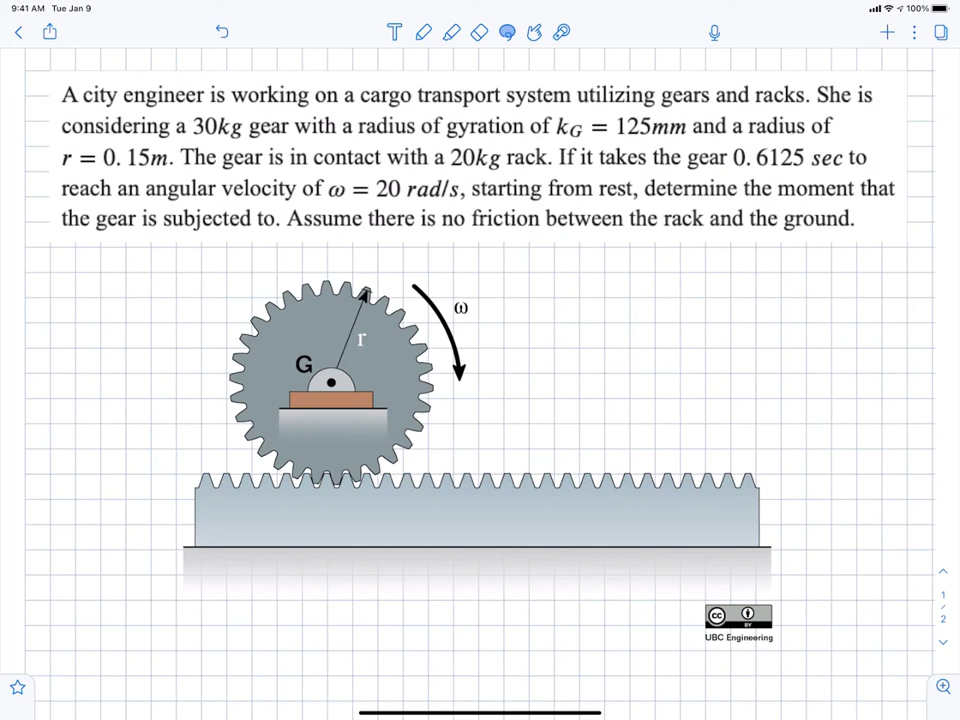 9:41 AM Tue Jan 9
100%
A city engineer is working on a cargo transport system utilizing gears and racks. She is
considering a 30kg gear with a radius of gyration of kG = 125mm and a radius of
r = 0. 15m. The gear is in contact with a 20kg rack. If it takes the gear 0. 6125 sec to
reach an angular velocity of ω = 20 rad/s, starting from rest, determine the moment that
the gear is subjected to. Assume there is no friction between the rack and the ground.
ω
r
G
1
/
2
cc
BY
UBC Engineering